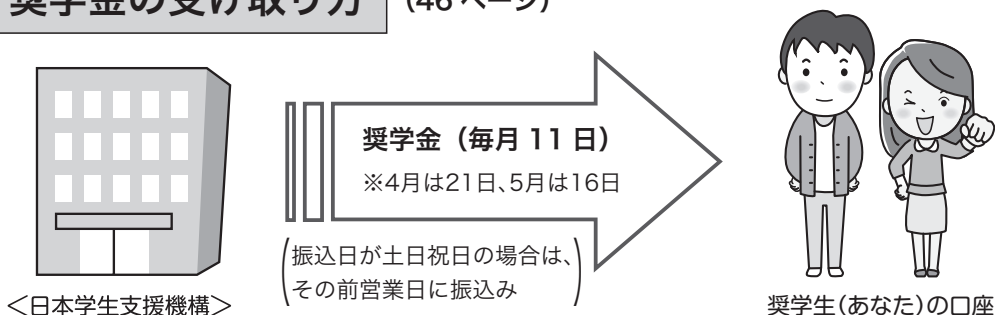 奨学金の受け取り方 （46 ページ）
奨学金（毎月 11 日）
※4月は21日、5月は16日
振込日が土日祝日の場合は、
その前営業日に振込み
＜日本学生支援機構＞
奨学生（あなた）の口座